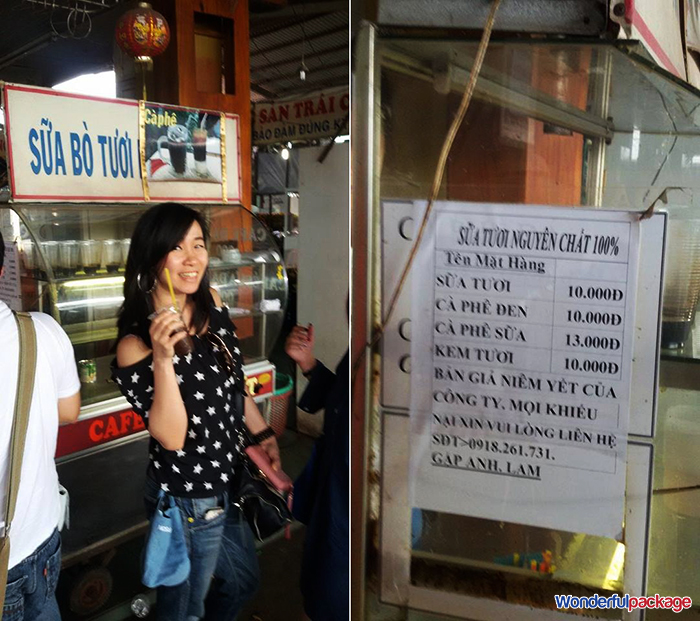 Càphê
SỮA BÒ TƯƠI
SẢN TRÁI C
BẢO ĐẢM ĐÚNG K
CAFE
SỮA TƯƠI NGUYÊN CHẤT 100%
Tên Mặt Hàng
SỮA TƯƠI 10.000Đ
CÀ PHÊ ĐEN 10.000Đ
CÀ PHÊ SỮA 13.000Đ
KEM TƯƠI 10.000Đ
BẢN GIÁ NIÊM YẾT CỦA
CÔNG TY. MỌI KHIẾU
NẠI XIN VUI LÒNG LIÊN HỆ
SĐT>0918.261.731.
GẶP ANH. LAM
Wonderfulpackage